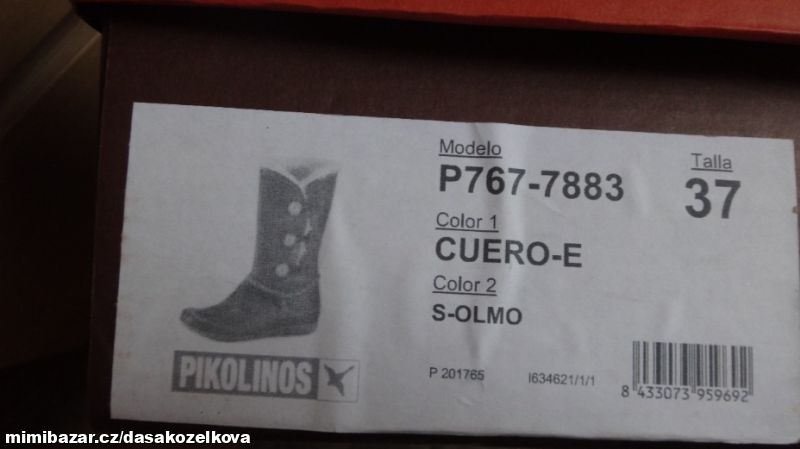 Modelo
P767-7883
Talla
37
Color 1
CUERO-E
Color 2
S-OLMO
PIKOLINOS
P 201765
I634621/1/1
8 433073 959692
mimibazar.cz/dasakozelkova